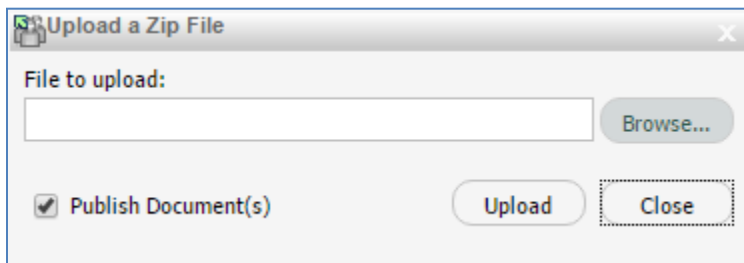 Upload a Zip File
File to upload:
Browse...
Publish Document(s) Upload Close